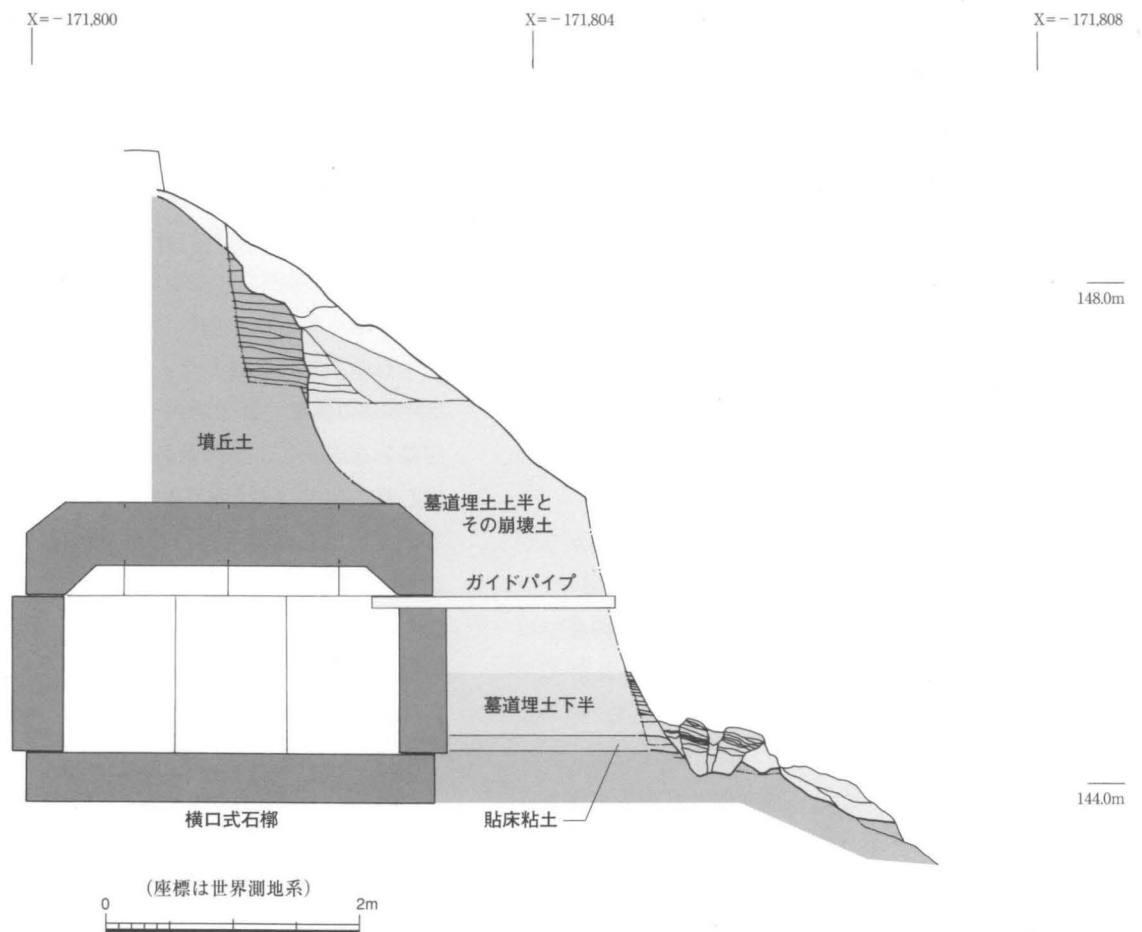 X=−171,800
X=−171,804
X=−171,808
148.0m
墳丘土
墓道埋土上半と
その崩壊土
ガイドパイプ
墓道埋土下半
144.0m
横口式石槨
貼床粘土
(座標は世界測地系)
0
2m